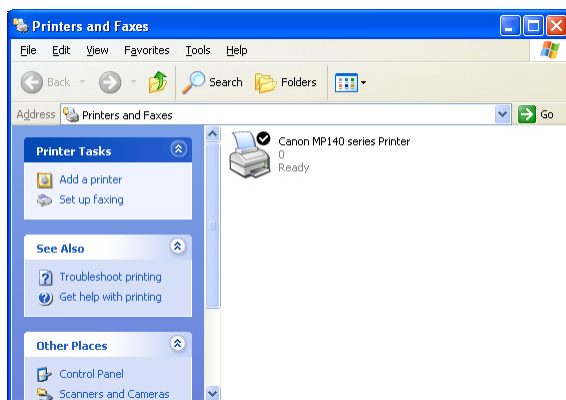 Printers and Faxes
File Edit View Favorites Tools Help
Back Search Folders
Address Printers and Faxes Go
Printer Tasks
Add a printer
Set up faxing
See Also
Troubleshoot printing
Get help with printing
Other Places
Control Panel
Scanners and Cameras
Canon MP140 series Printer
0
Ready